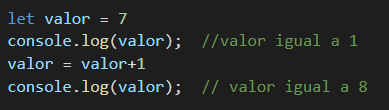 let valor = 7
console.log(valor);  //valor igual a 1
valor = valor+1
console.log(valor);  // valor igual a 8